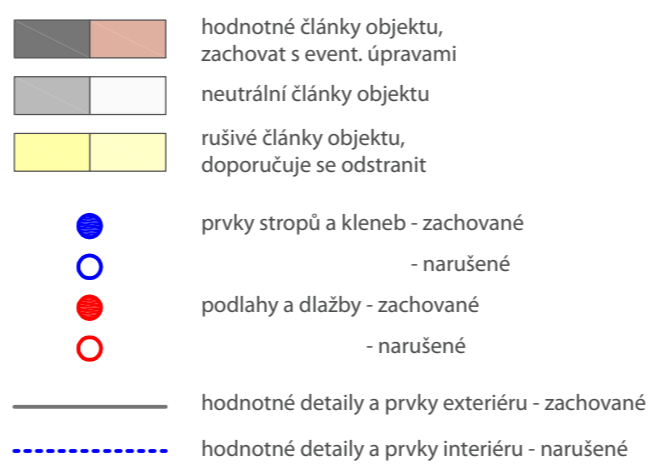 hodnotné články objektu,
zachovat s event. úpravami
neutrální články objektu
rušivé články objektu,
doporučuje se odstranit
prvky stropů a kleneb - zachované
- narušené
podlahy a dlažby - zachované
- narušené
hodnotné detaily a prvky exteriéru - zachované
hodnotné detaily a prvky interiéru - narušené